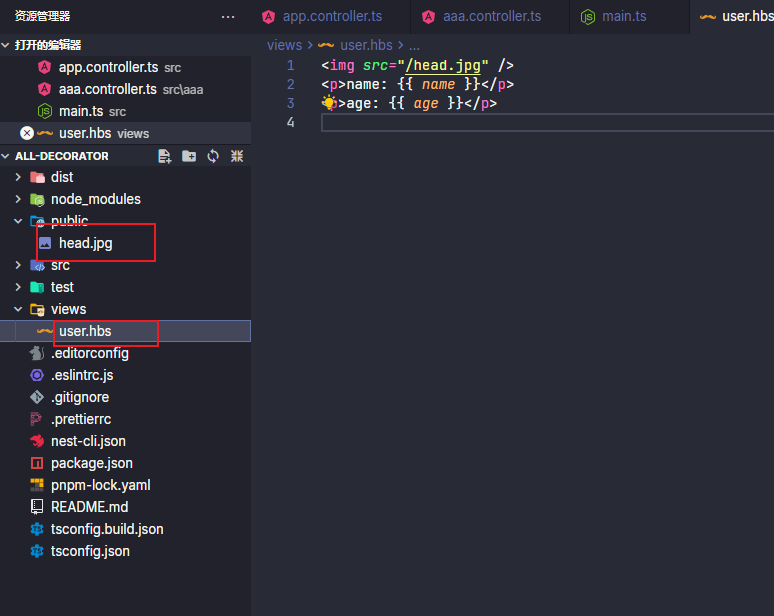 资源管理器 ··· app.controller.ts aaa.controller.ts main.ts user.hbs
打开的编辑器
app.controller.ts src
aaa.controller.ts src\aaa
main.ts src
user.hbs views
ALL-DECORATOR
dist
node_modules
public
head.jpg
src
test
views
user.hbs
.editorconfig
.eslintrc.js
.gitignore
.prettierrc
nest-cli.json
package.json
pnpm-lock.yaml
README.md
tsconfig.build.json
tsconfig.json
views > user.hbs > ...
1 <img src="/head.jpg" />
2 <p>name: {{ name }}</p>
3 p>age: {{ age }}</p>
4